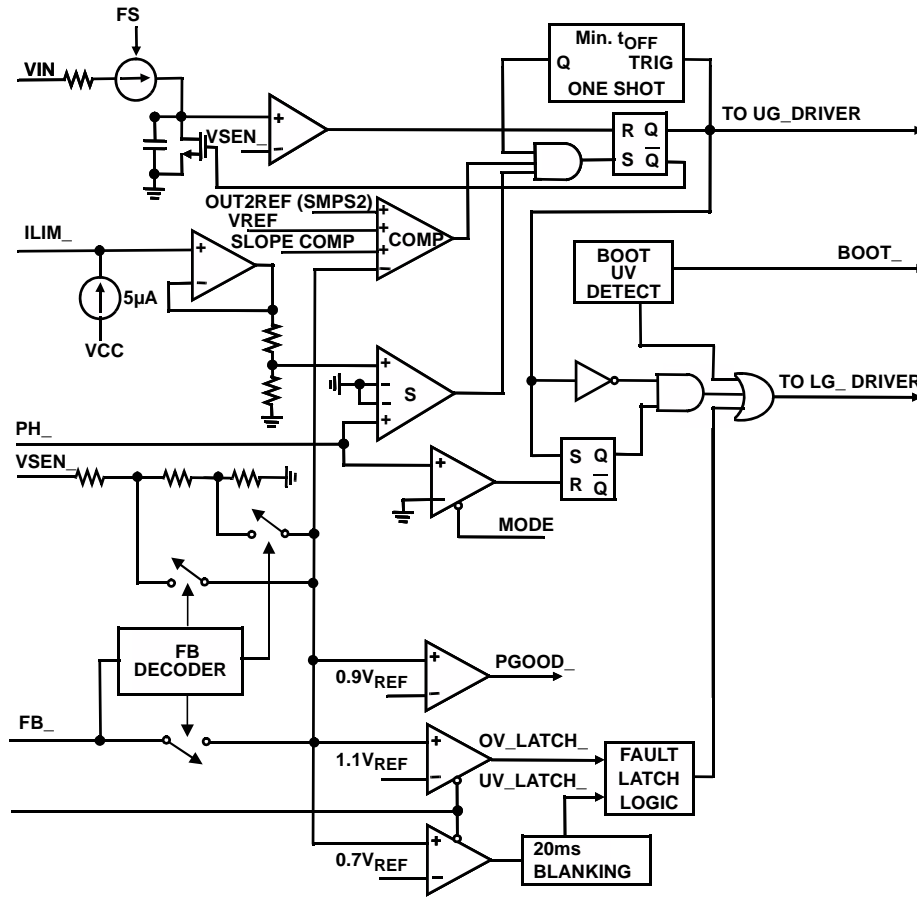 FS
Min. tOFF
Q TRIG
ONE SHOT
VIN
TO UG_DRIVER
R Q
S Q
VSEN_
OUT2REF (SMPS2)
VREF
SLOPE COMP
COMP
+
−
+
+
+
−
ILIM_
+
−
5µA
VCC
BOOT
UV
DETECT
BOOT_
TO LG_ DRIVER
+
−
−
+
S
PH_
VSEN_
+
−
S Q
R Q
MODE
FB
DECODER
+
−
PGOOD_
0.9VREF
FB_
+
−
OV_LATCH_
1.1VREF
UV_LATCH_
FAULT
LATCH
LOGIC
+
−
0.7VREF
20ms
BLANKING